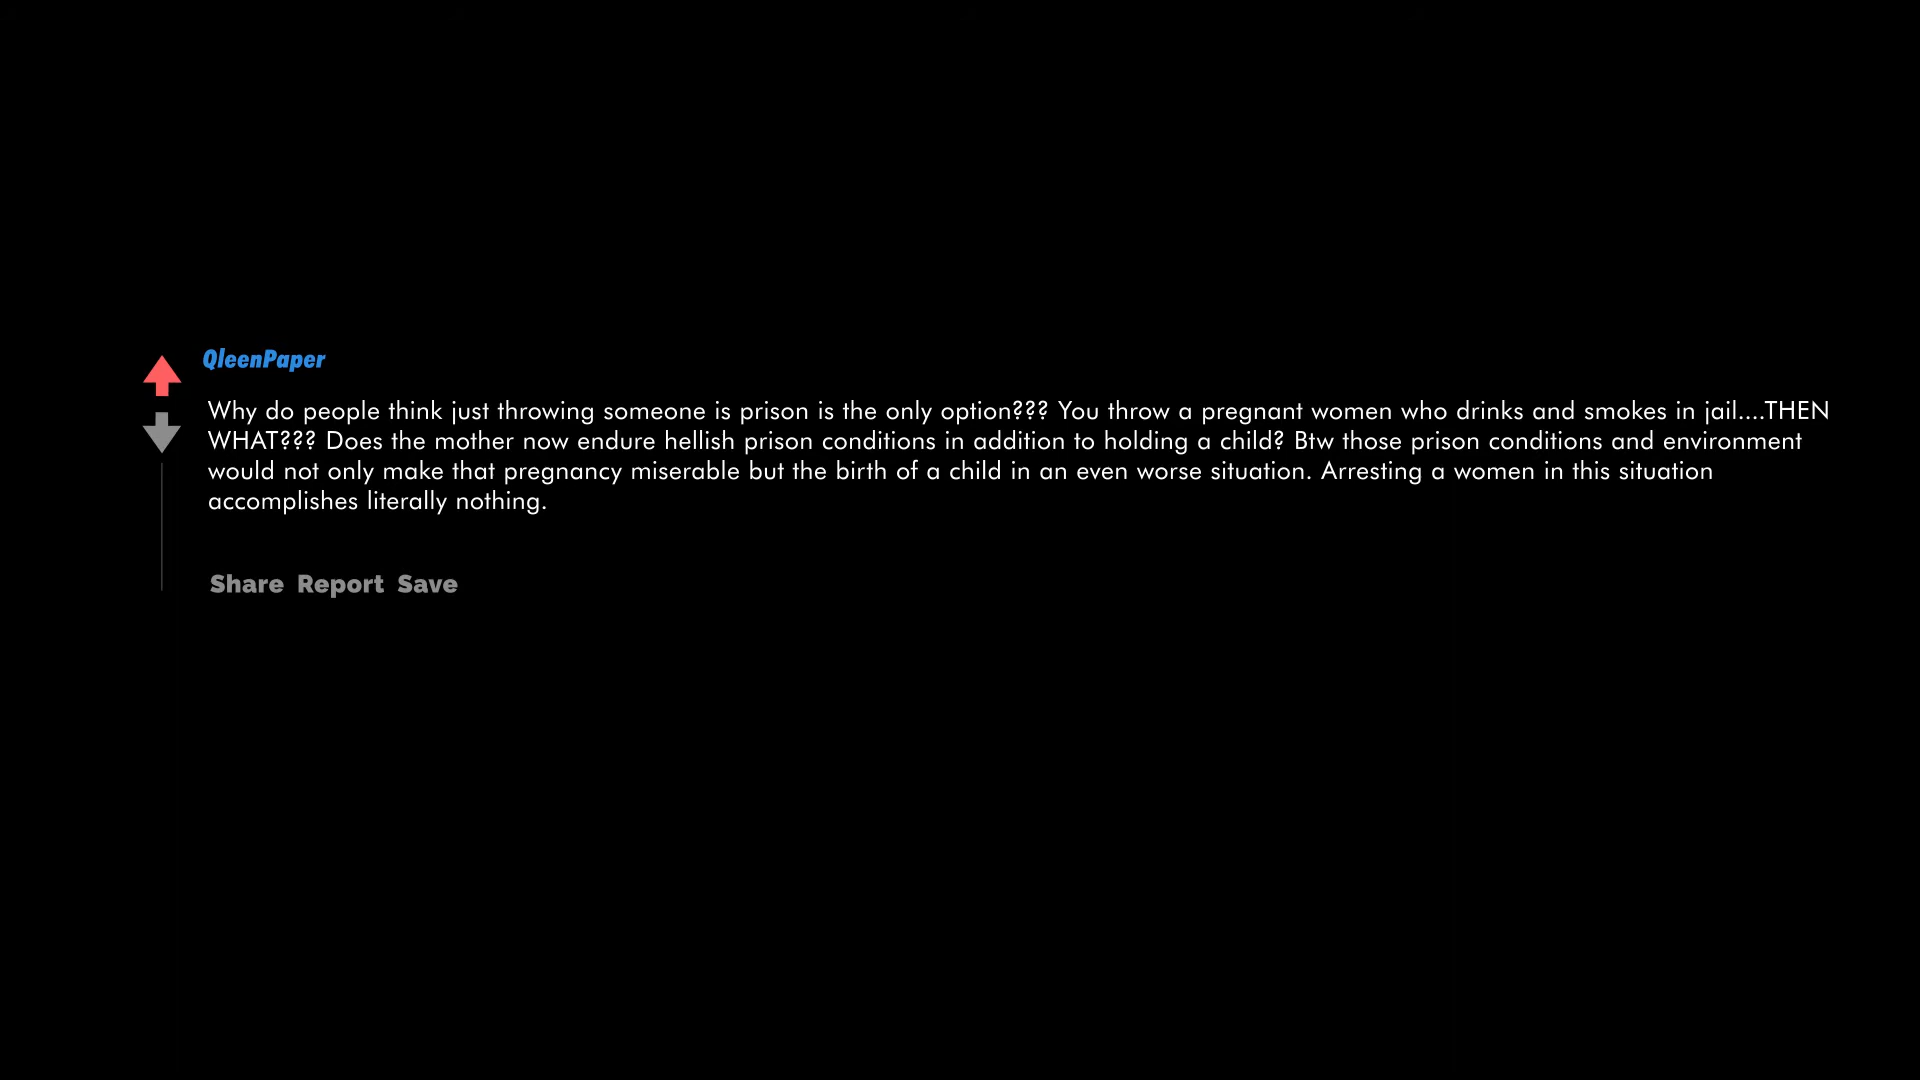 QleenPaper
Why do people think just throwing someone is prison is the only option??? You throw a pregnant women who drinks and smokes in jail....THEN
WHAT??? Does the mother now endure hellish prison conditions in addition to holding a child? Btw those prison conditions and environment
would not only make that pregnancy miserable but the birth of a child in an even worse situation. Arresting a women in this situation
accomplishes literally nothing.
Share Report Save